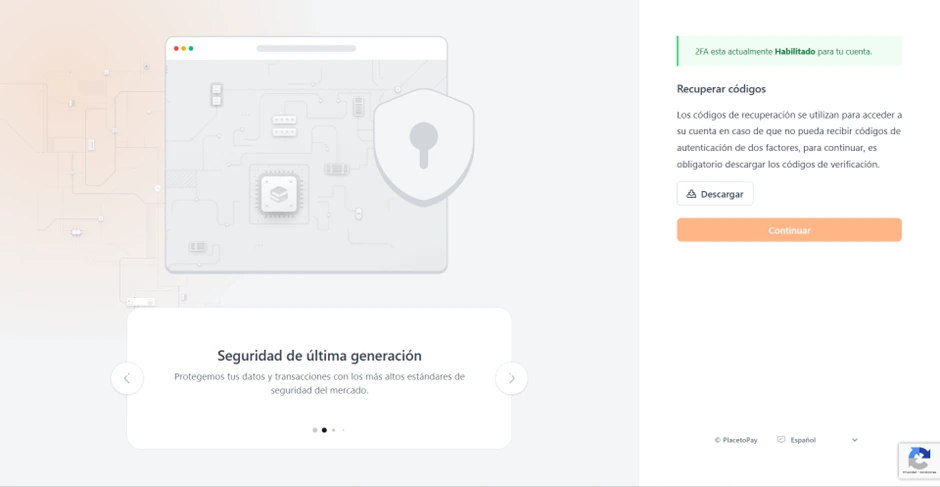 2FA esta actualmente Habilitado para tu cuenta.
Recuperar códigos
Los códigos de recuperación se utilizan para acceder a
su cuenta en caso de que no pueda recibir códigos de
autenticación de dos factores, para continuar, es
obligatorio descargar los códigos de verificación.
Descargar
Continuar
Seguridad de última generación
Protegemos tus datos y transacciones con los más altos estándares de
seguridad del mercado.
© PlacetoPay
Español